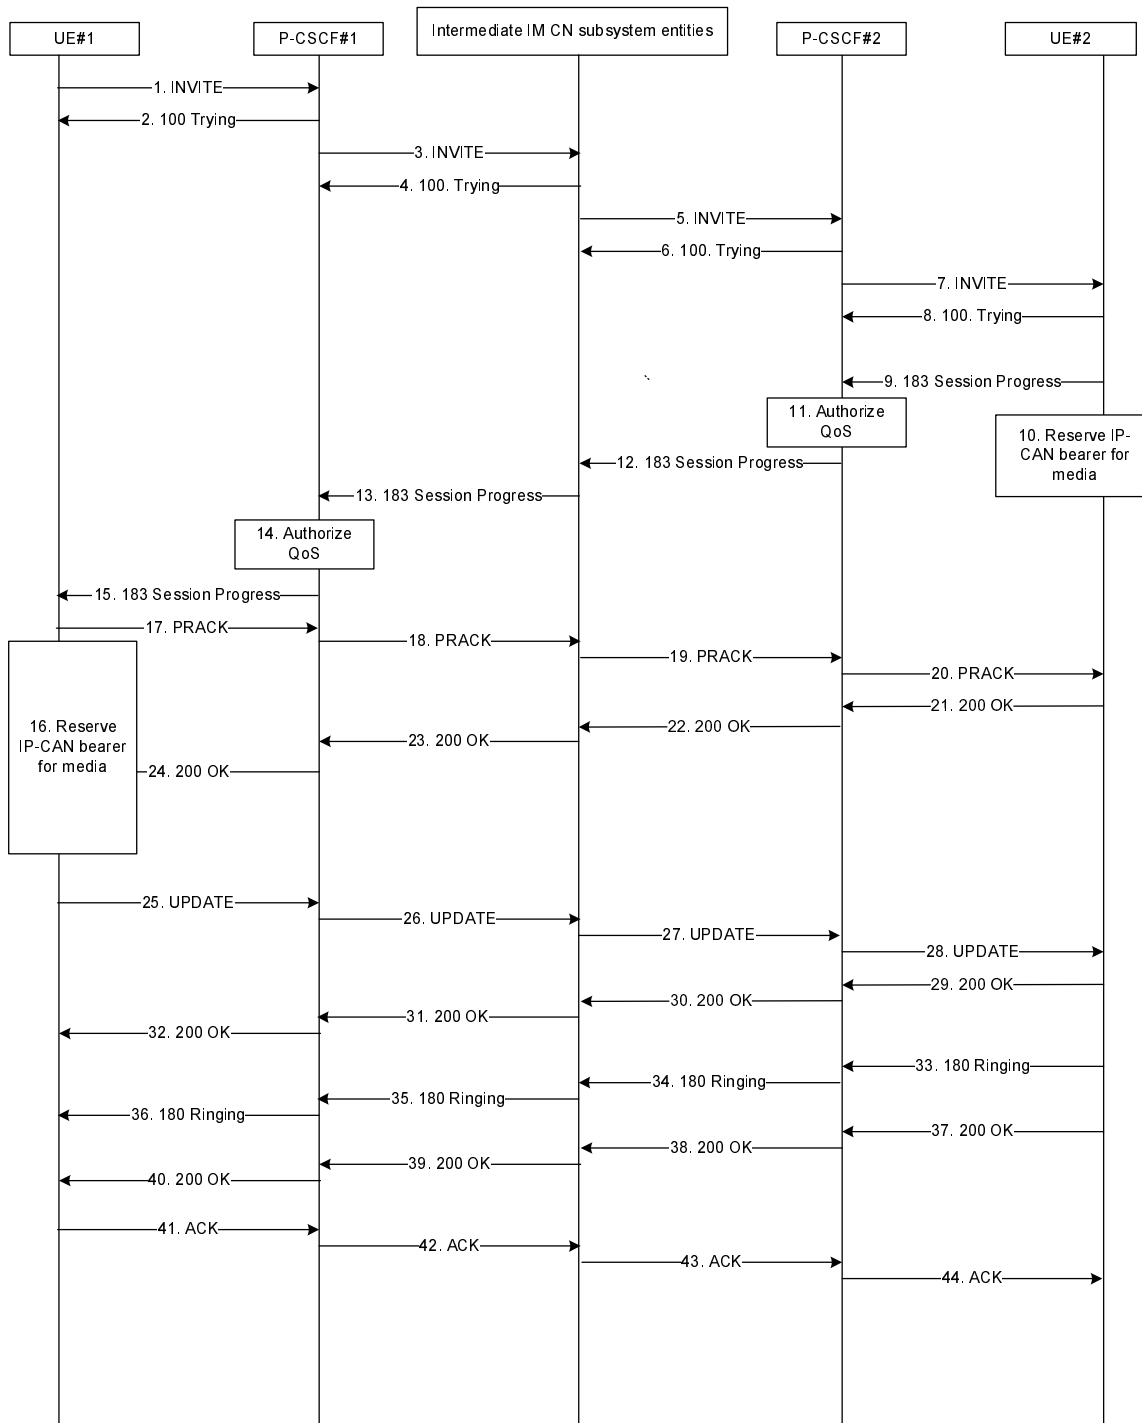 UE#1
P-CSCF#1
Intermediate IM CN subsystem entities
P-CSCF#2
UE#2
1. INVITE
2. 100 Trying
3. INVITE
4. 100. Trying
5. INVITE
6. 100. Trying
7. INVITE
8. 100. Trying
9. 183 Session Progress
11. Authorize
QoS
10. Reserve IP-
CAN bearer for
media
12. 183 Session Progress
13. 183 Session Progress
14. Authorize
QoS
15. 183 Session Progress
17. PRACK
18. PRACK
19. PRACK
20. PRACK
21. 200 OK
22. 200 OK
23. 200 OK
16. Reserve
IP-CAN bearer
for media
24. 200 OK
25. UPDATE
26. UPDATE
27. UPDATE
28. UPDATE
29. 200 OK
30. 200 OK
31. 200 OK
32. 200 OK
33. 180 Ringing
34. 180 Ringing
35. 180 Ringing
36. 180 Ringing
37. 200 OK
38. 200 OK
39. 200 OK
40. 200 OK
41. ACK
42. ACK
43. ACK
44. ACK